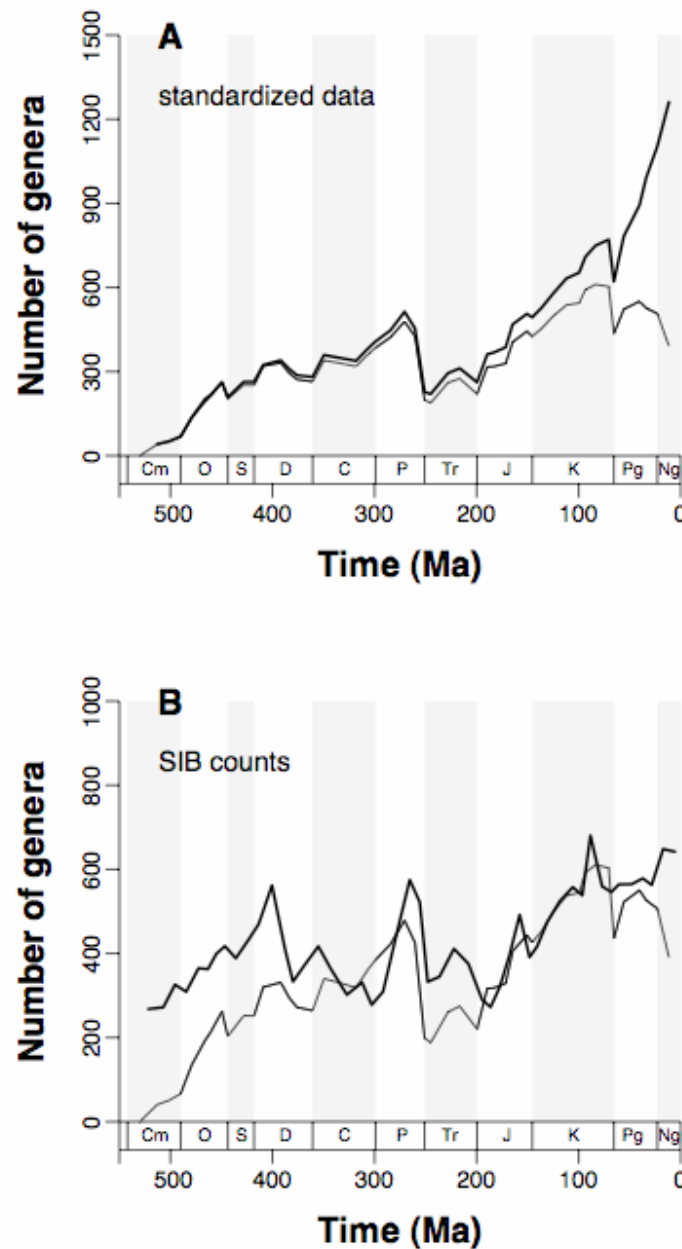 A
standardized data
Number of genera
1500
1200
900
600
300
0
Cm O S D C P Tr J K Pg Ng
500 400 300 200 100 0
Time (Ma)
B
SIB counts
Number of genera
1000
800
600
400
200
0
Cm O S D C P Tr J K Pg Ng
500 400 300 200 100 0
Time (Ma)